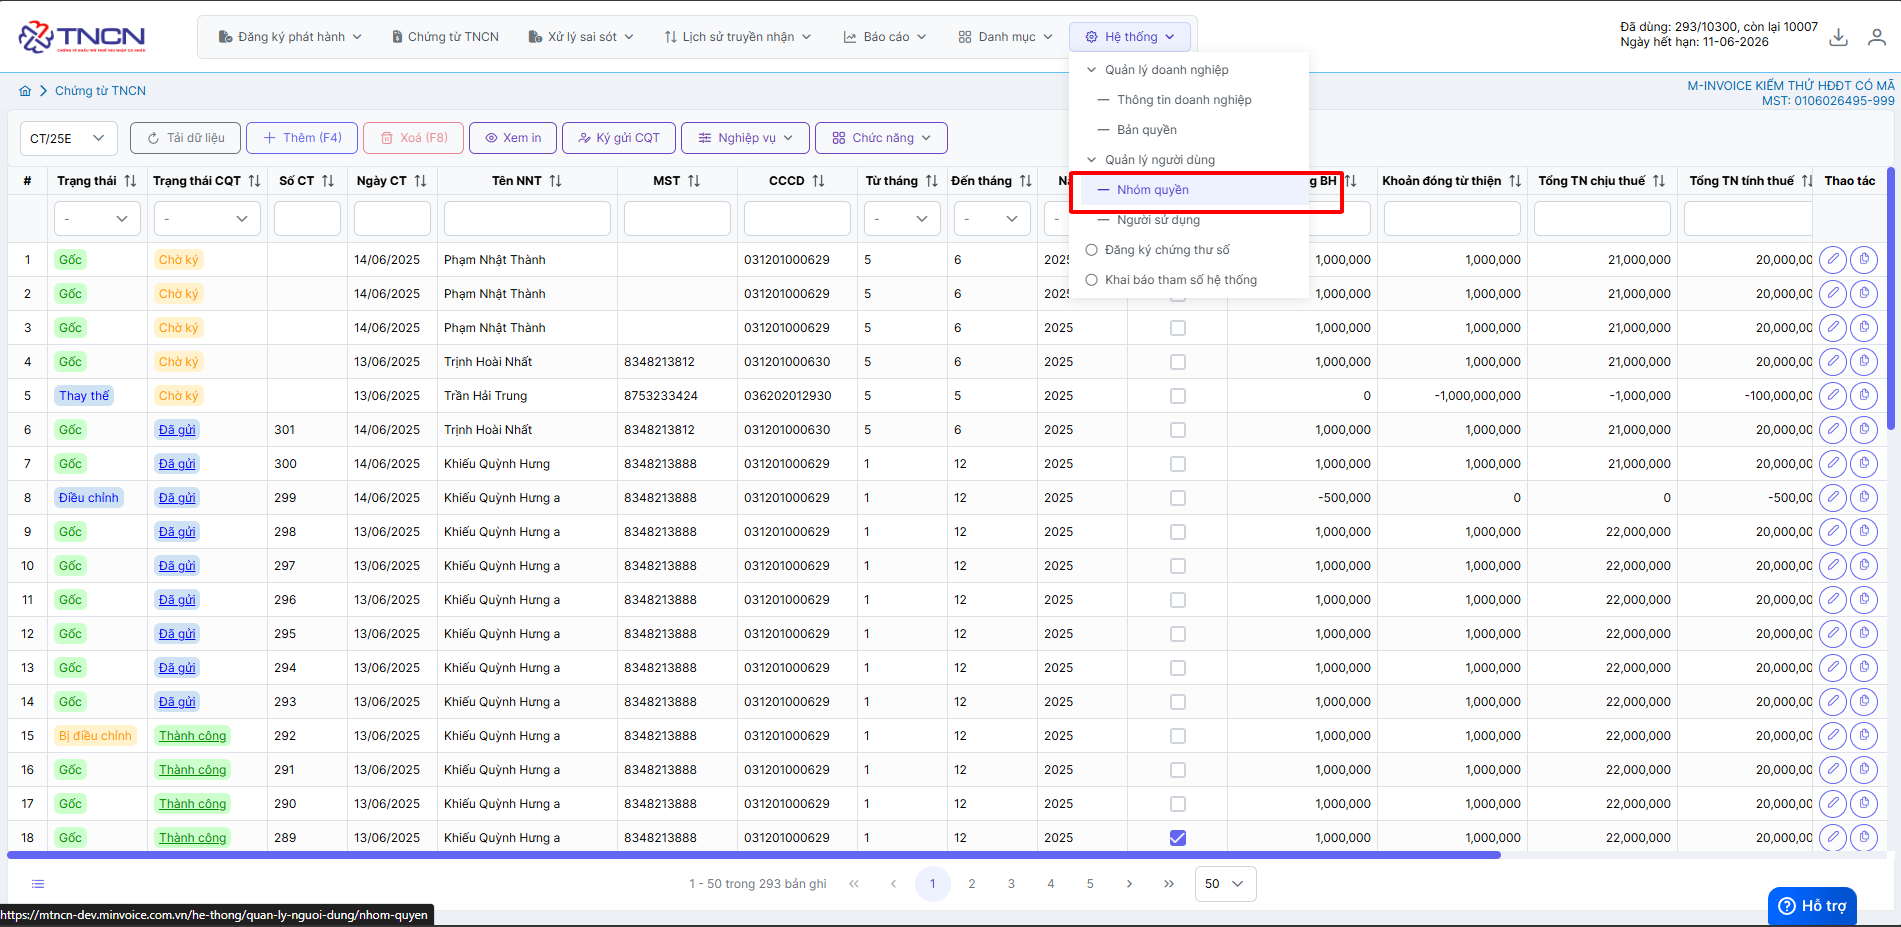 TNCN
Đăng ký phát hành
Chứng từ TNCN
Xử lý sai sót
Lịch sử truyền nhận
Báo cáo
Danh mục
Hệ thống
Đã dùng: 293/10300, còn lại 10007
Ngày hết hạn: 11-06-2026
Quản lý doanh nghiệp
Thông tin doanh nghiệp
Bản quyền
Quản lý người dùng
Nhóm quyền
Người sử dụng
Đăng ký chứng thư số
Khai báo tham số hệ thống
Chứng từ TNCN
M-INVOICE KIỂM THỬ HĐĐT CÓ MÃ
MST: 0106026495-999
CT/25E
Tải dữ liệu
Thêm (F4)
Xoá (F8)
Xem in
Ký gửi CQT
Nghiệp vụ
Chức năng
# Trạng thái Trạng thái CQT Số CT Ngày CT Tên NNT MST CCCD Từ tháng Đến tháng Nă g BH Khoản đóng từ thiện Tổng TN chịu thuế Tổng TN tính thuế Thao tác
- - - - -
1 Gốc Chờ ký 14/06/2025 Phạm Nhật Thành 031201000629 5 6 2025 1,000,000 1,000,000 21,000,000 20,000,00
2 Gốc Chờ ký 14/06/2025 Phạm Nhật Thành 031201000629 5 6 2025 1,000,000 1,000,000 21,000,000 20,000,00
3 Gốc Chờ ký 14/06/2025 Phạm Nhật Thành 031201000629 5 6 2025 1,000,000 1,000,000 21,000,000 20,000,00
4 Gốc Chờ ký 13/06/2025 Trịnh Hoài Nhất 8348213812 031201000630 5 6 2025 1,000,000 1,000,000 21,000,000 20,000,00
5 Thay thế Chờ ký 13/06/2025 Trần Hải Trung 8753233424 036202012930 5 5 2025 0 -1,000,000,000 -1,000,000 -100,000,00
6 Gốc Đã gửi 301 14/06/2025 Trịnh Hoài Nhất 8348213812 031201000630 5 6 2025 1,000,000 1,000,000 21,000,000 20,000,00
7 Gốc Đã gửi 300 14/06/2025 Khiếu Quỳnh Hưng 8348213888 031201000629 1 12 2025 1,000,000 1,000,000 21,000,000 20,000,00
8 Điều chỉnh Đã gửi 299 14/06/2025 Khiếu Quỳnh Hưng a 8348213888 031201000629 1 12 2025 -500,000 0 0 -500,00
9 Gốc Đã gửi 298 13/06/2025 Khiếu Quỳnh Hưng a 8348213888 031201000629 1 12 2025 1,000,000 1,000,000 22,000,000 20,000,00
10 Gốc Đã gửi 297 13/06/2025 Khiếu Quỳnh Hưng a 8348213888 031201000629 1 12 2025 1,000,000 1,000,000 22,000,000 20,000,00
11 Gốc Đã gửi 296 13/06/2025 Khiếu Quỳnh Hưng a 8348213888 031201000629 1 12 2025 1,000,000 1,000,000 22,000,000 20,000,00
12 Gốc Đã gửi 295 13/06/2025 Khiếu Quỳnh Hưng a 8348213888 031201000629 1 12 2025 1,000,000 1,000,000 22,000,000 20,000,00
13 Gốc Đã gửi 294 13/06/2025 Khiếu Quỳnh Hưng a 8348213888 031201000629 1 12 2025 1,000,000 1,000,000 22,000,000 20,000,00
14 Gốc Đã gửi 293 13/06/2025 Khiếu Quỳnh Hưng a 8348213888 031201000629 1 12 2025 1,000,000 1,000,000 22,000,000 20,000,00
15 Bị điều chỉnh Thành công 292 13/06/2025 Khiếu Quỳnh Hưng a 8348213888 031201000629 1 12 2025 1,000,000 1,000,000 22,000,000 20,000,00
16 Gốc Thành công 291 13/06/2025 Khiếu Quỳnh Hưng a 8348213888 031201000629 1 12 2025 1,000,000 1,000,000 22,000,000 20,000,00
17 Gốc Thành công 290 13/06/2025 Khiếu Quỳnh Hưng a 8348213888 031201000629 1 12 2025 1,000,000 1,000,000 22,000,000 20,000,00
18 Gốc Thành công 289 13/06/2025 Khiếu Quỳnh Hưng a 8348213888 031201000629 1 12 2025 1,000,000 1,000,000 22,000,000 20,000,00
1 - 50 trong 293 bản ghi « ‹ 1 2 3 4 5 › » 50
https://mtncn-dev.minvoice.com.vn/he-thong/quan-ly-nguoi-dung/nhom-quyen
Hỗ trợ